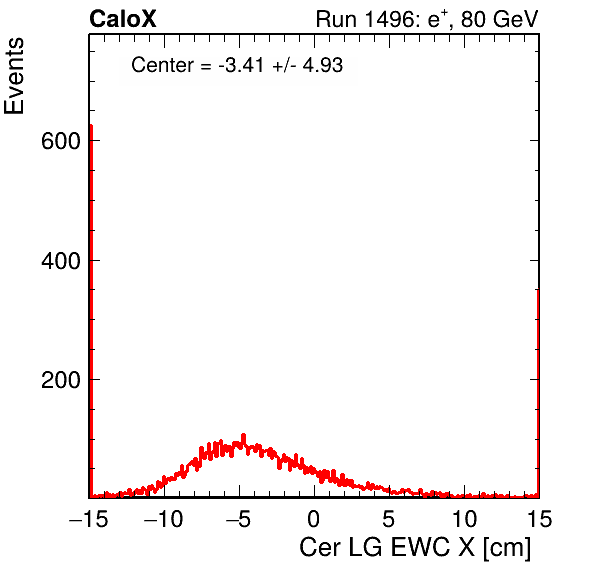 CaloX Run 1496: e⁺, 80 GeV
Center = -3.41 +/- 4.93
Events
600
400
200
−15 −10 −5 0 5 10 15
Cer LG EWC X [cm]